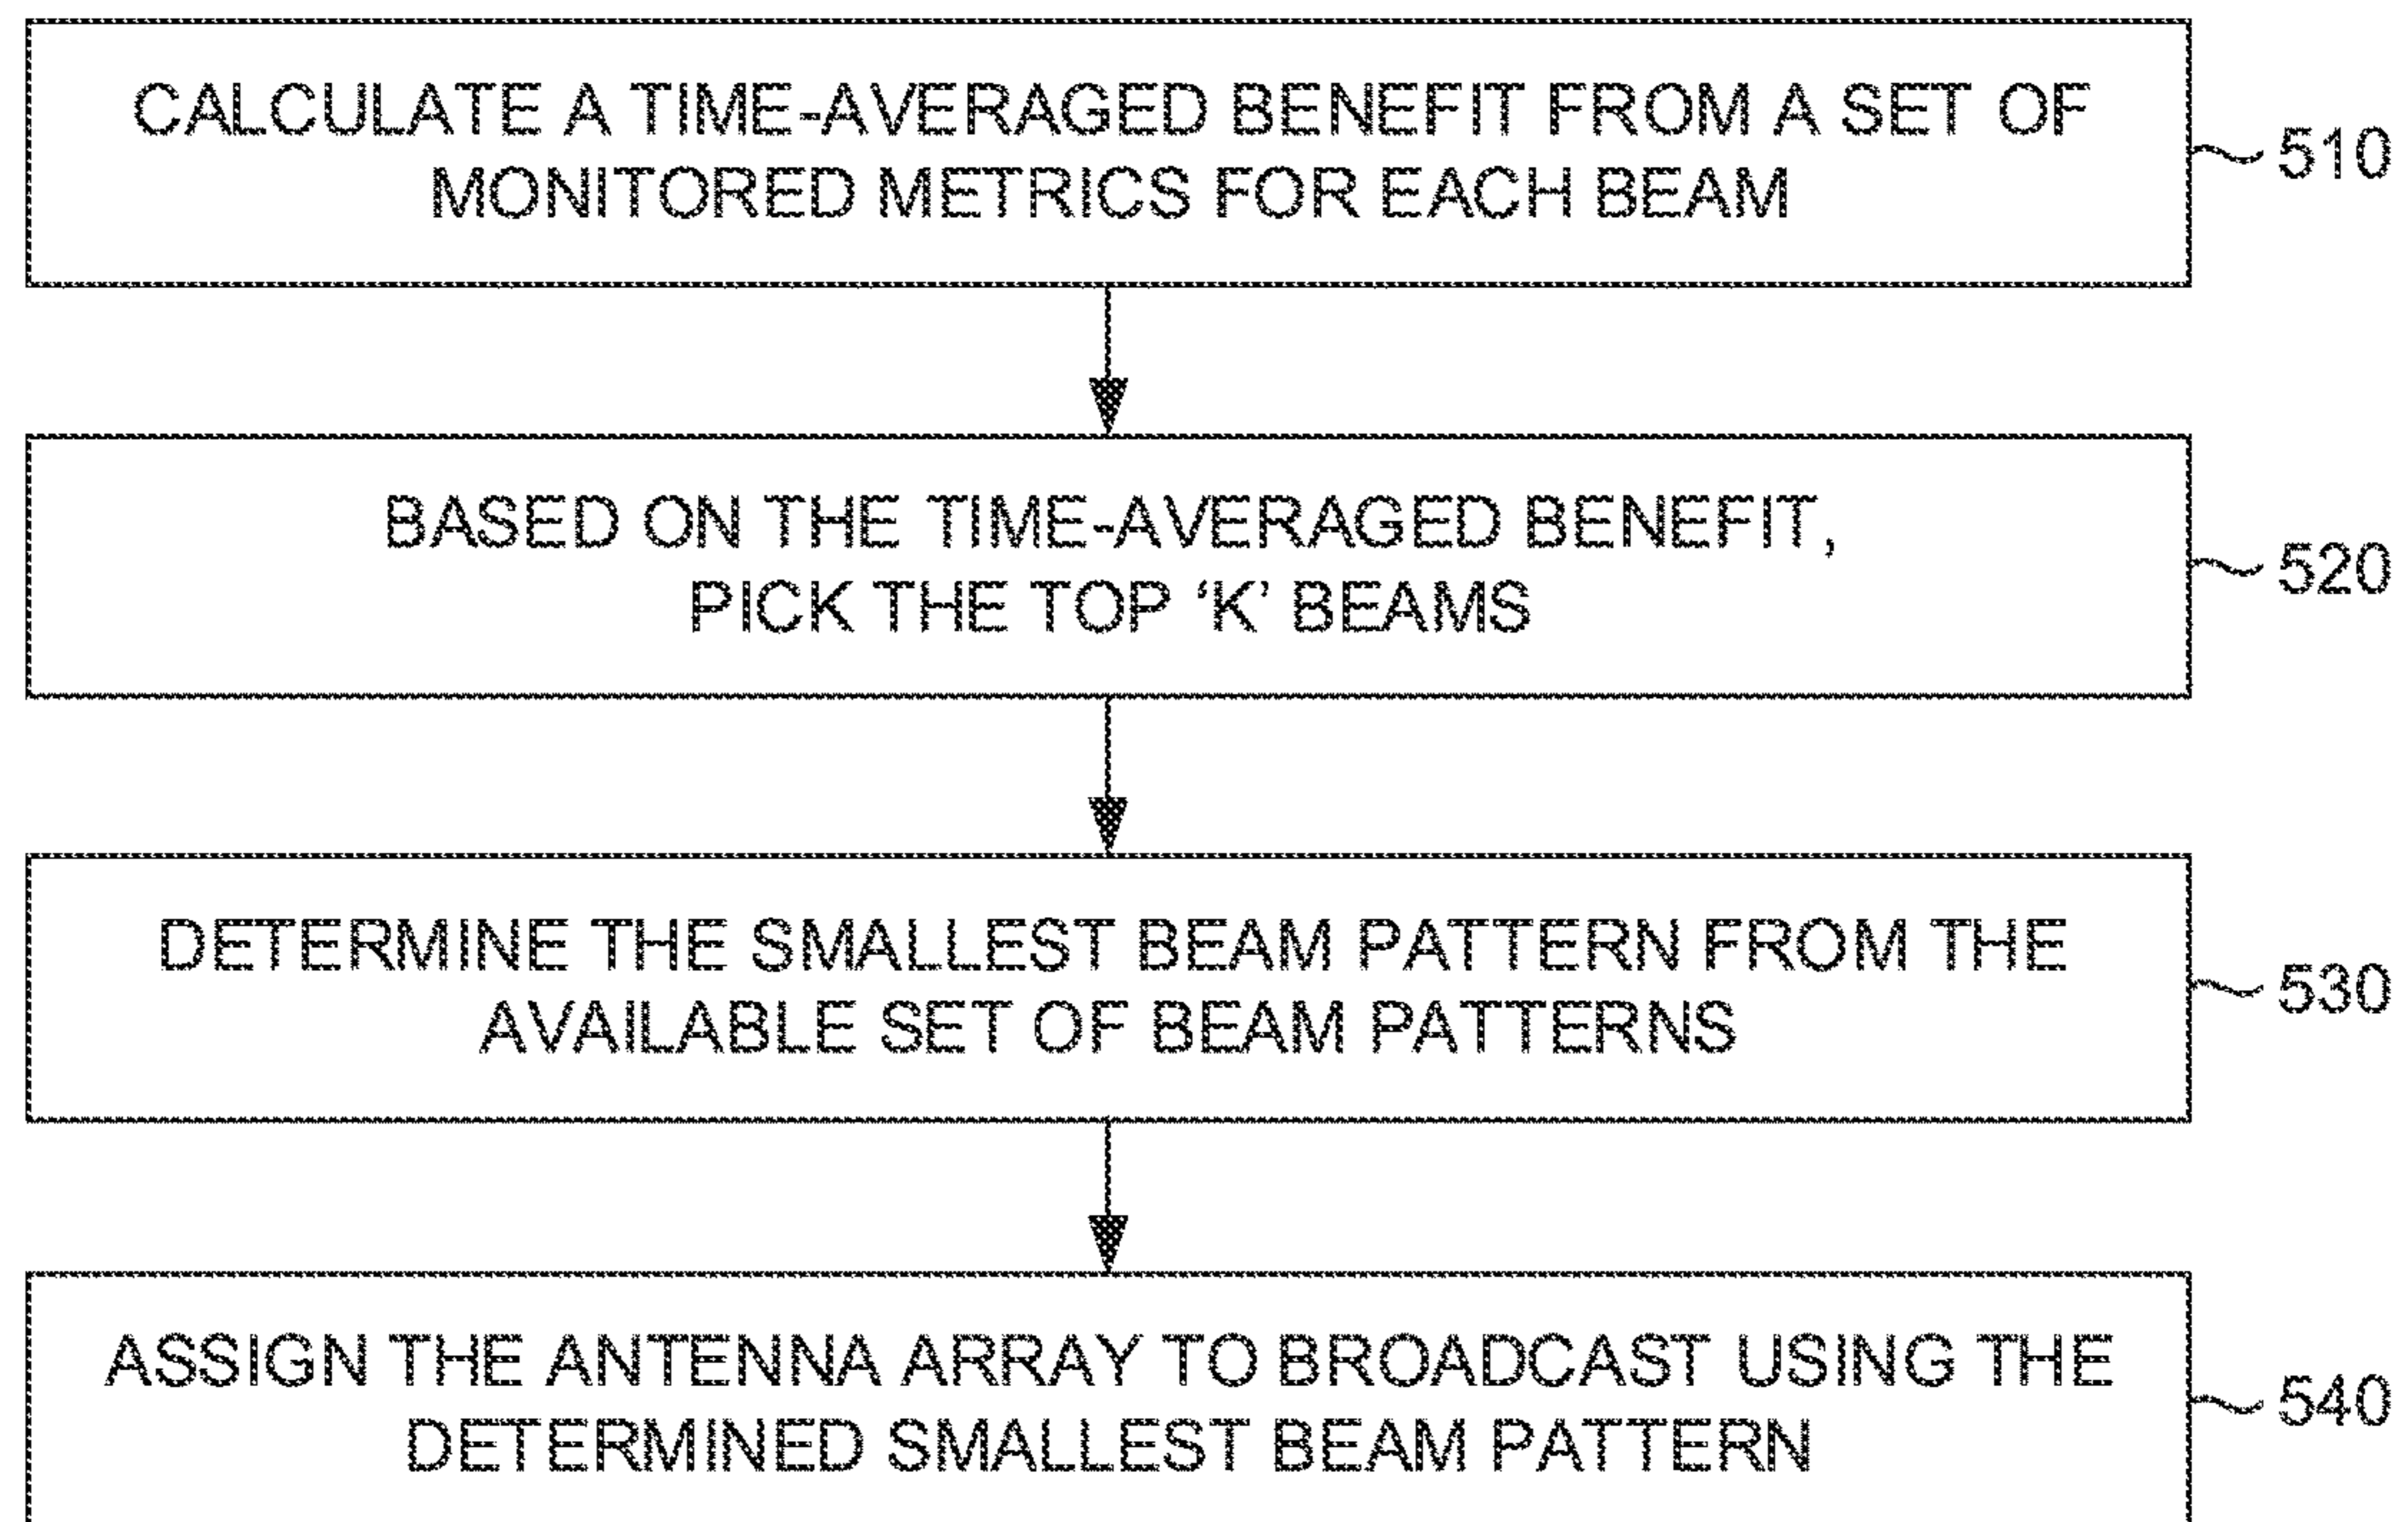 CALCULATE A TIME-AVERAGED BENEFIT FROM A SET OF
MONITORED METRICS FOR EACH BEAM
510
BASED ON THE TIME-AVERAGED BENEFIT,
PICK THE TOP ‘K’ BEAMS
520
DETERMINE THE SMALLEST BEAM PATTERN FROM THE
AVAILABLE SET OF BEAM PATTERNS
530
ASSIGN THE ANTENNA ARRAY TO BROADCAST USING THE
DETERMINED SMALLEST BEAM PATTERN
540